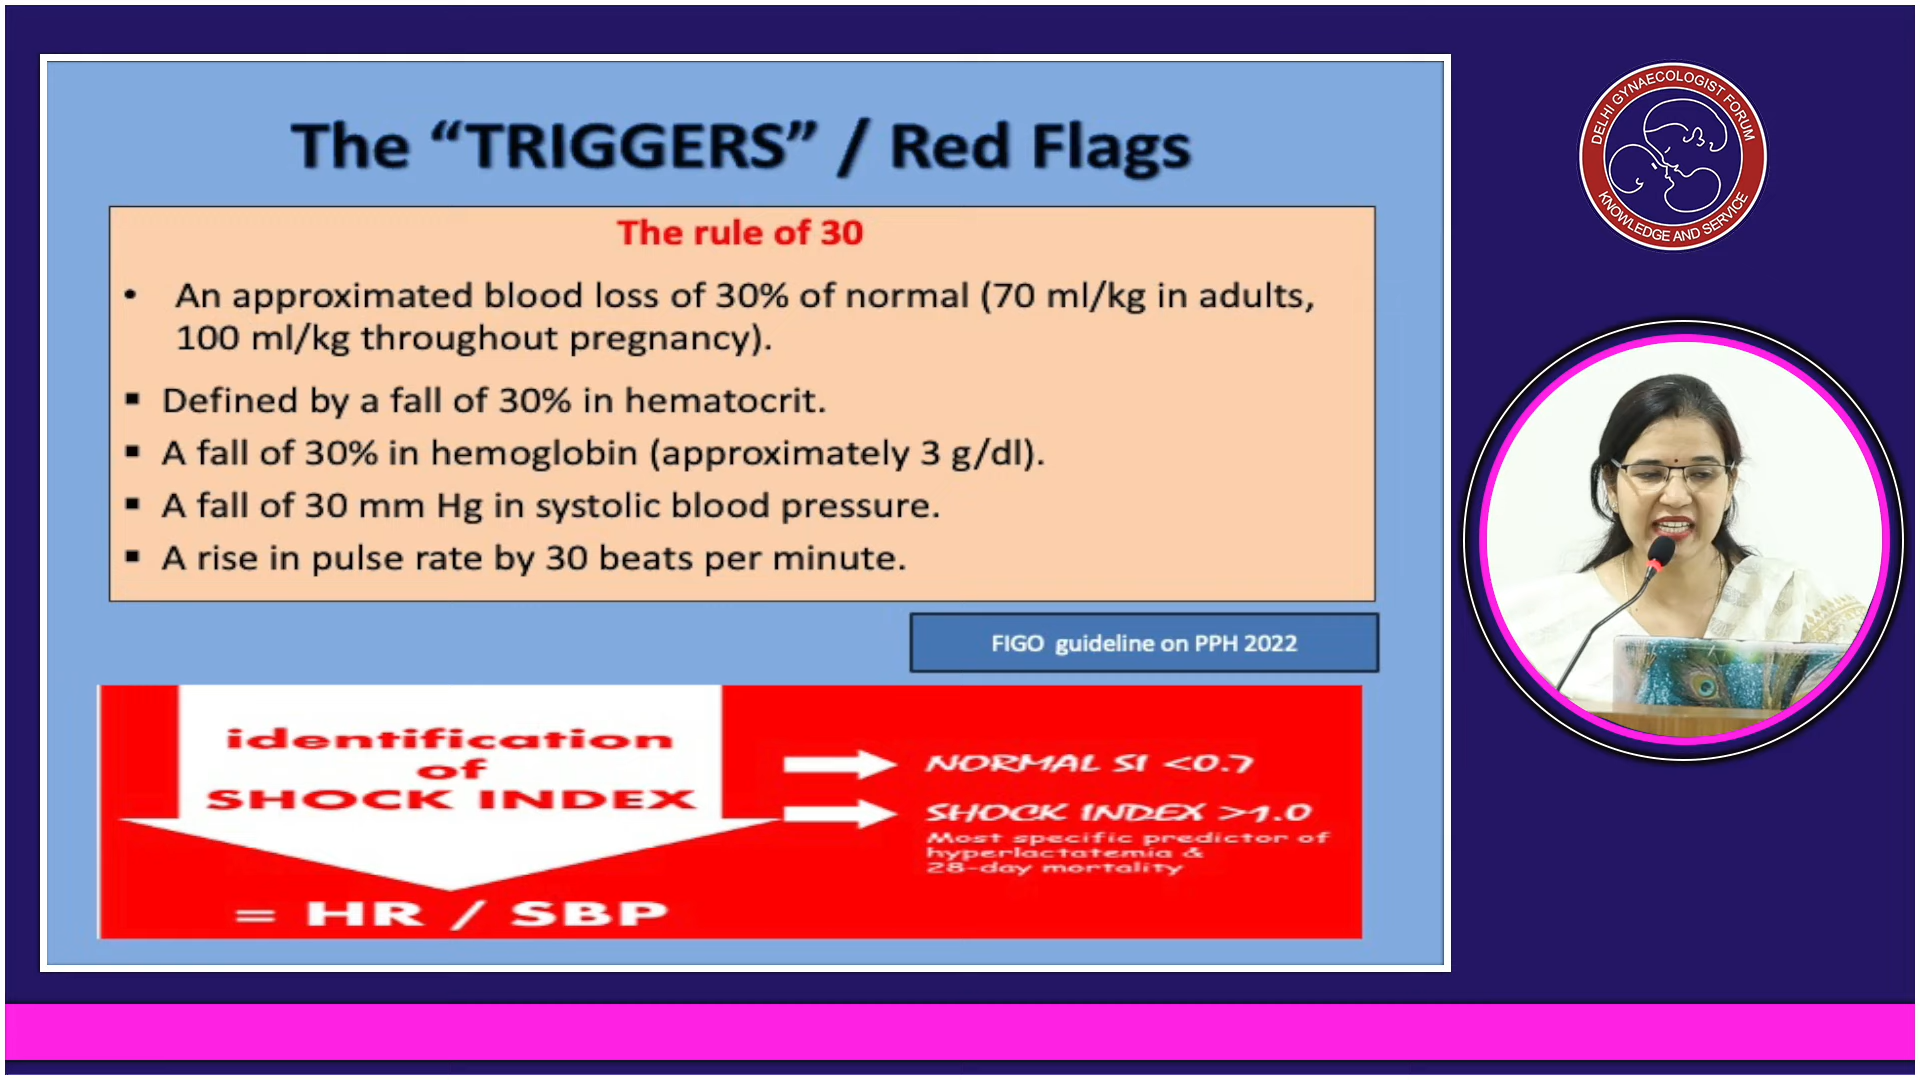 The “TRIGGERS” / Red Flags
The rule of 30
• An approximated blood loss of 30% of normal (70 ml/kg in adults,
100 ml/kg throughout pregnancy).
▪ Defined by a fall of 30% in hematocrit.
▪ A fall of 30% in hemoglobin (approximately 3 g/dl).
▪ A fall of 30 mm Hg in systolic blood pressure.
▪ A rise in pulse rate by 30 beats per minute.
FIGO guideline on PPH 2022
identification
of
SHOCK INDEX
= HR / SBP
NORMAL SI <0.7
SHOCK INDEX >1.0
Most specific predictor of
hyperlactatemia &
28-day mortality
DELHI GYNAECOLOGIST FORUM
KNOWLEDGE AND SERVICE